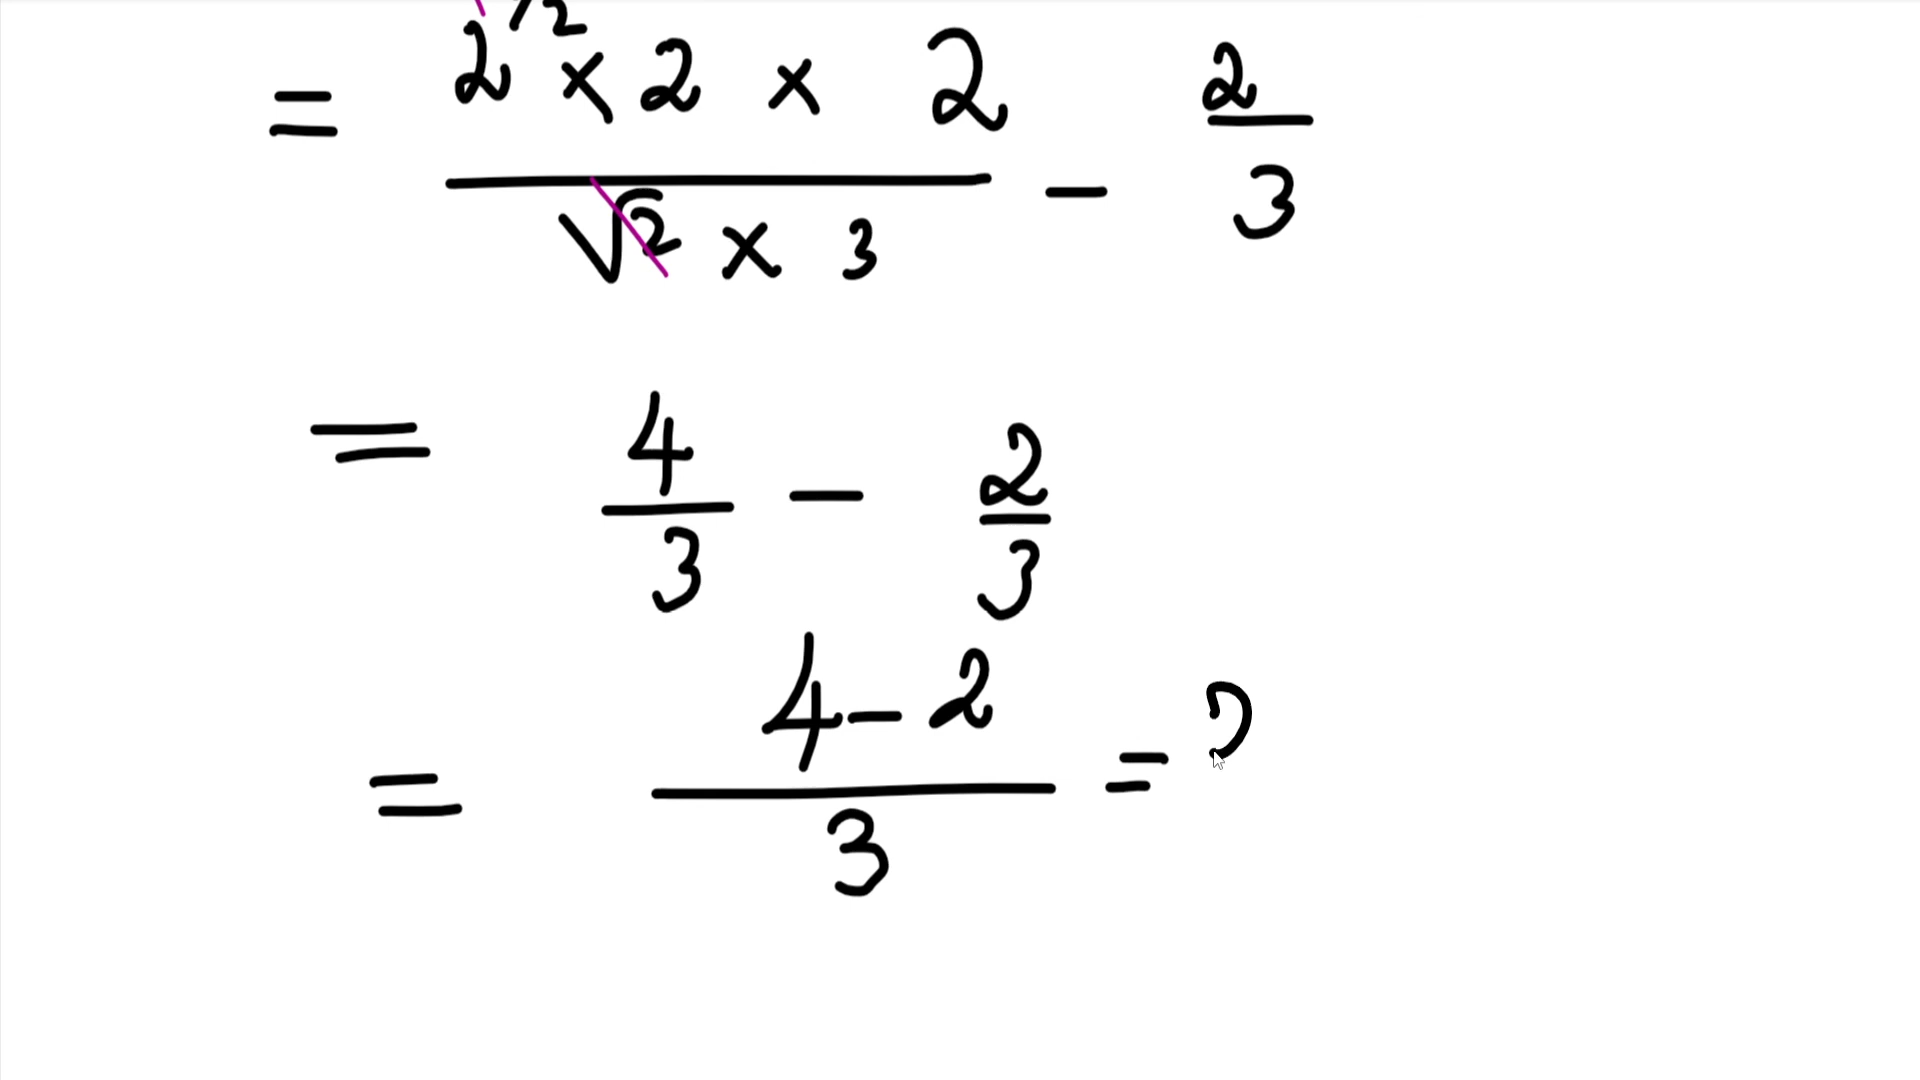 = (2^1/2 × 2 × 2)/(√2 × 3) − 2/3
= 4/3 − 2/3
= (4−2)/3 =